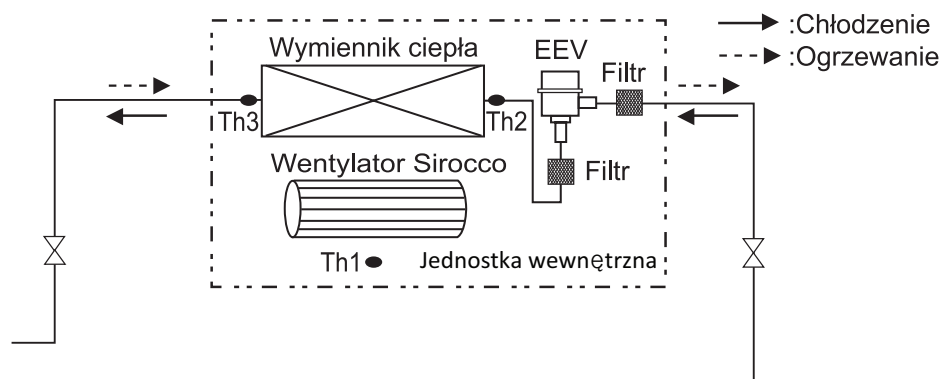 :Chłodzenie
:Ogrzewanie
Wymiennik ciepła
EEV
Filtr
Th3
Th2
Wentylator Sirocco
Filtr
Th1
Jednostka wewnętrzna